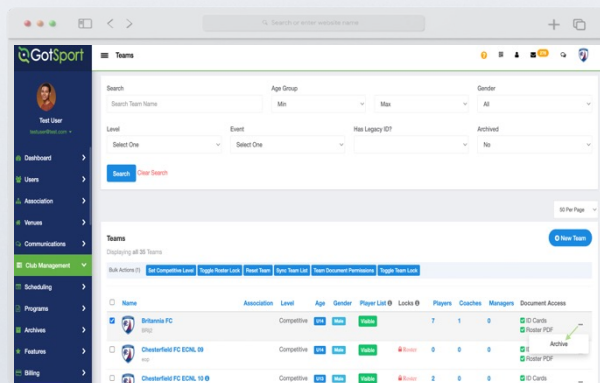 Search or enter website name
GotSport
Teams
Test User
testuser@test.com
Dashboard
Users
Association
Venues
Communications
Club Management
Scheduling
Programs
Archives
Features
Billing
Search
Age Group
Gender
Search Team Name
Min
Max
All
Level
Event
Has Legacy ID?
Archived
Select One
Select One
No
Search Clear Search
50 Per Page
Teams
New Team
Displaying all 35 Teams
Bulk Actions (1) Set Competitive Level Toggle Roster Lock Reset Team Sync Team List Team Document Permissions Toggle Team Lock
Name Association Level Age Gender Player List Locks Players Coaches Managers Document Access
Britannia FC Competitive U14 Male Visible 7 1 0 ID Cards
Roster PDF
Archive
Chesterfield FC ECNL 09 Competitive U15 Male Visible Roster 0 0 0
Roster PDF
Chesterfield FC ECNL 10 Competitive Male Visible Roster 2 0 0 ID Cards